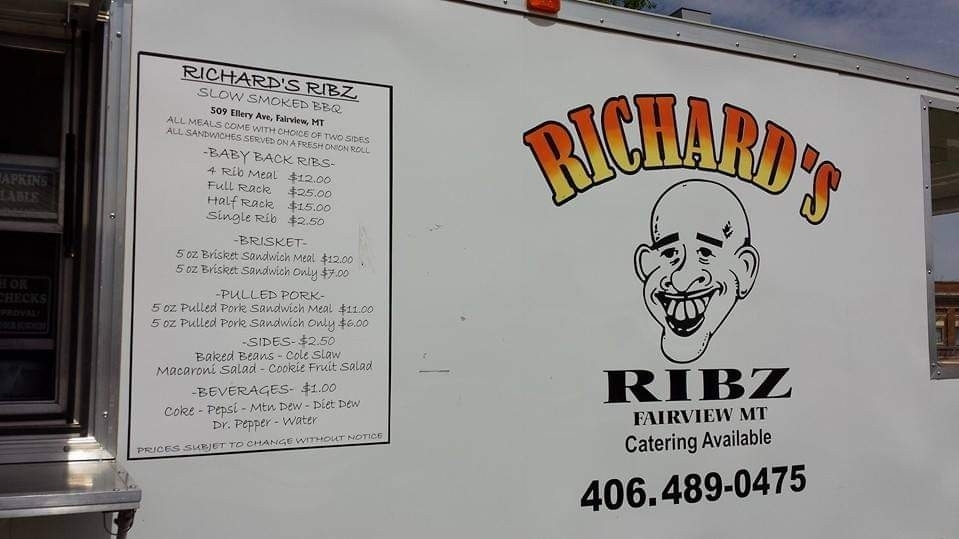 RICHARD'S RIBZ
SLOW SMOKED BBQ
509 Ellery Ave, Fairview, MT
ALL MEALS COME WITH CHOICE OF TWO SIDES
ALL SANDWICHES SERVED ON A FRESH ONION ROLL
-BABY BACK RIBS-
4 Rib Meal $12.00
Full Rack $25.00
Half Rack $15.00
Single Rib $2.50
-BRISKET-
5 oz Brisket Sandwich Meal $12.00
5 oz Brisket Sandwich Only $7.00
-PULLED PORK-
5 oz Pulled Pork Sandwich Meal $11.00
5 oz Pulled Pork Sandwich Only $6.00
-SIDES- $2.50
Baked Beans - Cole Slaw
Macaroni Salad - Cookie Fruit Salad
-BEVERAGES- $1.00
Coke - Pepsi - Mtn Dew - Diet Dew
Dr. Pepper - Water
PRICES SUBJET TO CHANGE WITHOUT NOTICE
RICHARD'S
RIBZ
FAIRVIEW MT
Catering Available
406.489-0475
APKINS
LABLE
H OR
CHECKS